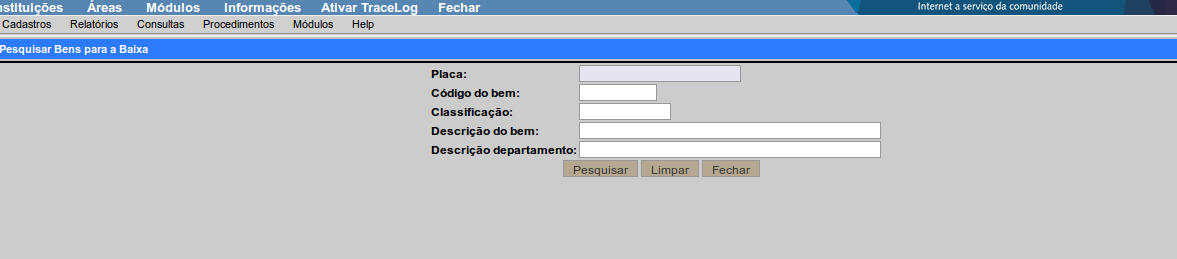 nstituições Áreas Módulos Informações Ativar TraceLog Fechar Internet a serviço da comunidade
Cadastros Relatórios Consultas Procedimentos Módulos Help
Pesquisar Bens para a Baixa
Placa:
Código do bem:
Classificação:
Descrição do bem:
Descrição departamento:
Pesquisar Limpar Fechar